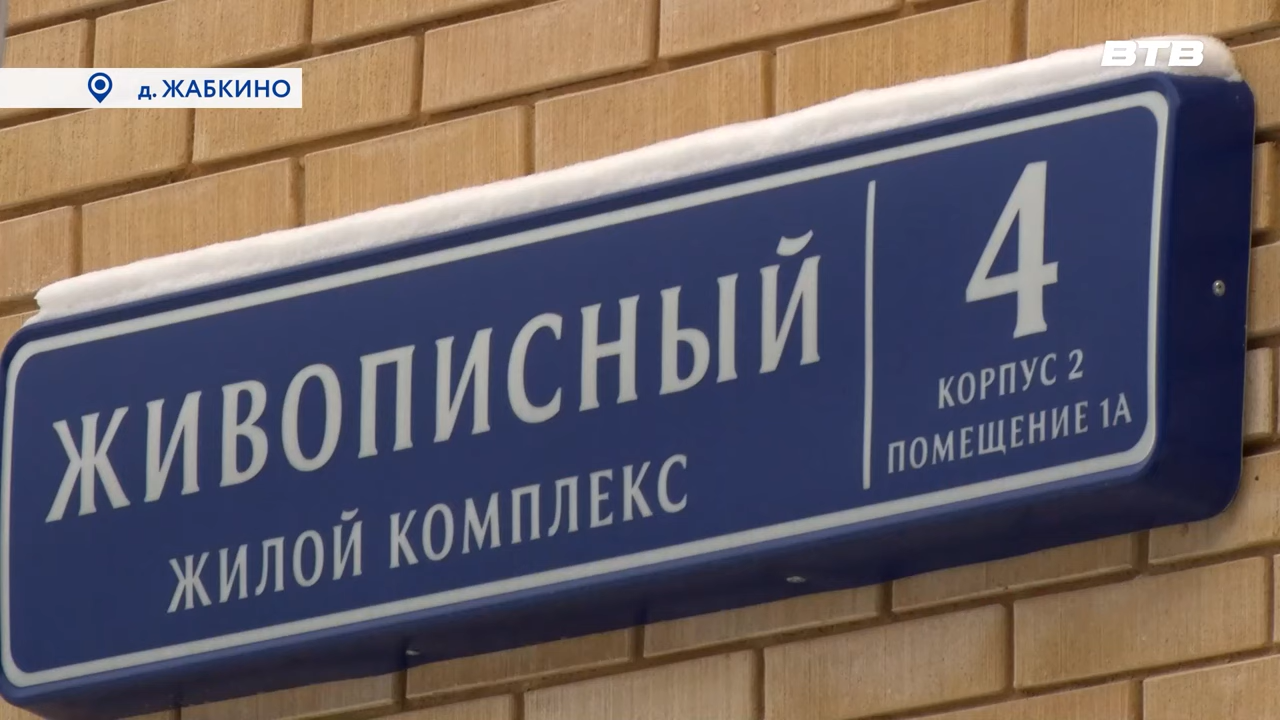 ВТВ
д. ЖАБКИНО
ЖИВОПИСНЫЙ
ЖИЛОЙ КОМПЛЕКС
4
КОРПУС 2
ПОМЕЩЕНИЕ 1А